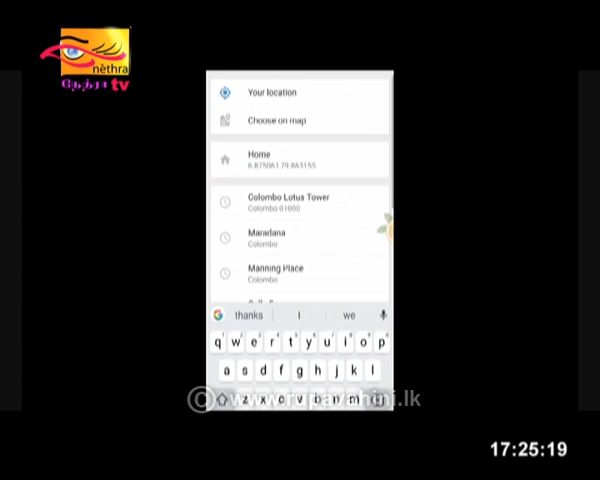 nēthra
நேத்ரா tv
Your location
Choose on map
Home
6.875061,79.863155
Colombo Lotus Tower
Colombo 01000
Maradana
Colombo
Manning Place
Colombo
thanks I we
q w e r t y u i o p
a s d f g h j k l
z x c v b n m
© www.rupavahini.lk
17:25:19